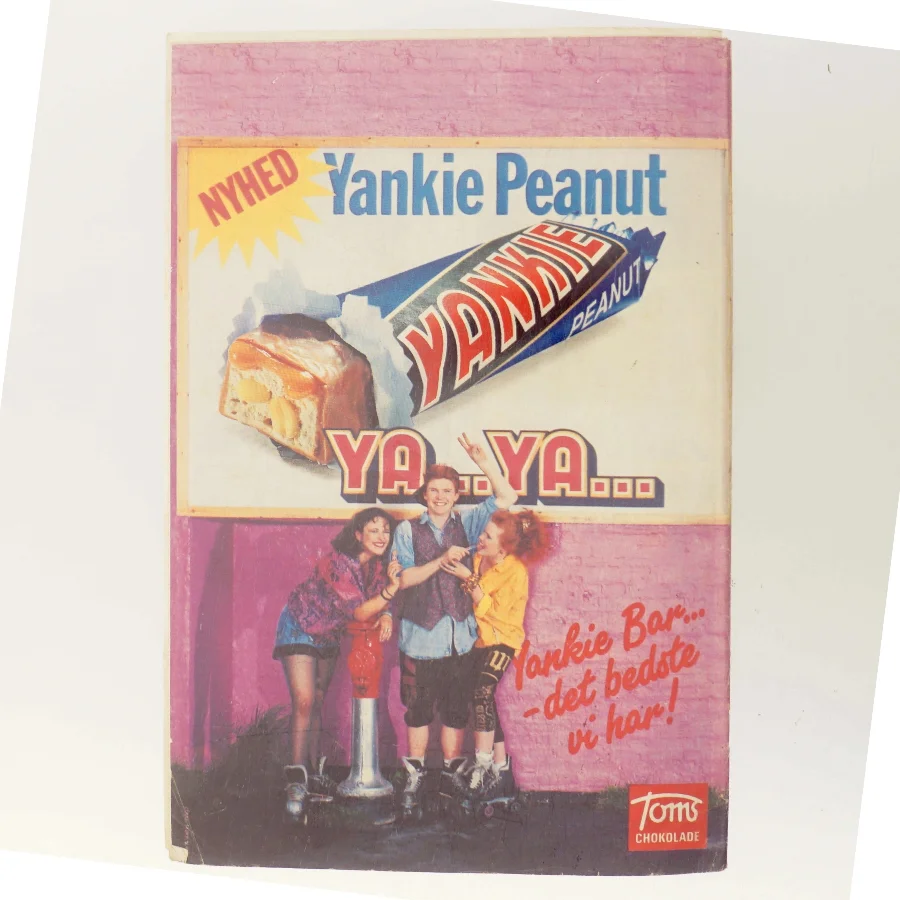 NYHED
Yankie Peanut
YANKIE
PEANUT
YA...YA...
Yankie Bar...
- det bedste
vi har!
Toms
CHOKOLADE